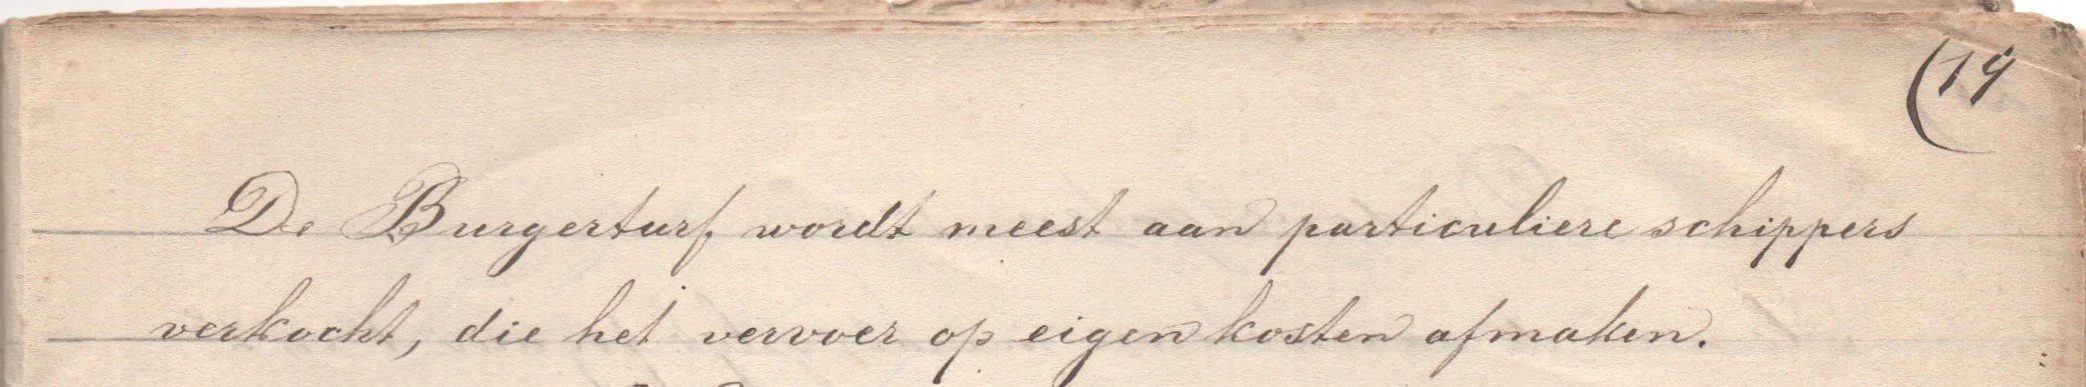 (14
De Burgerturf wordt meest aan particuliere schippers
verkocht, die het vervoer op eigen kosten afmaken.